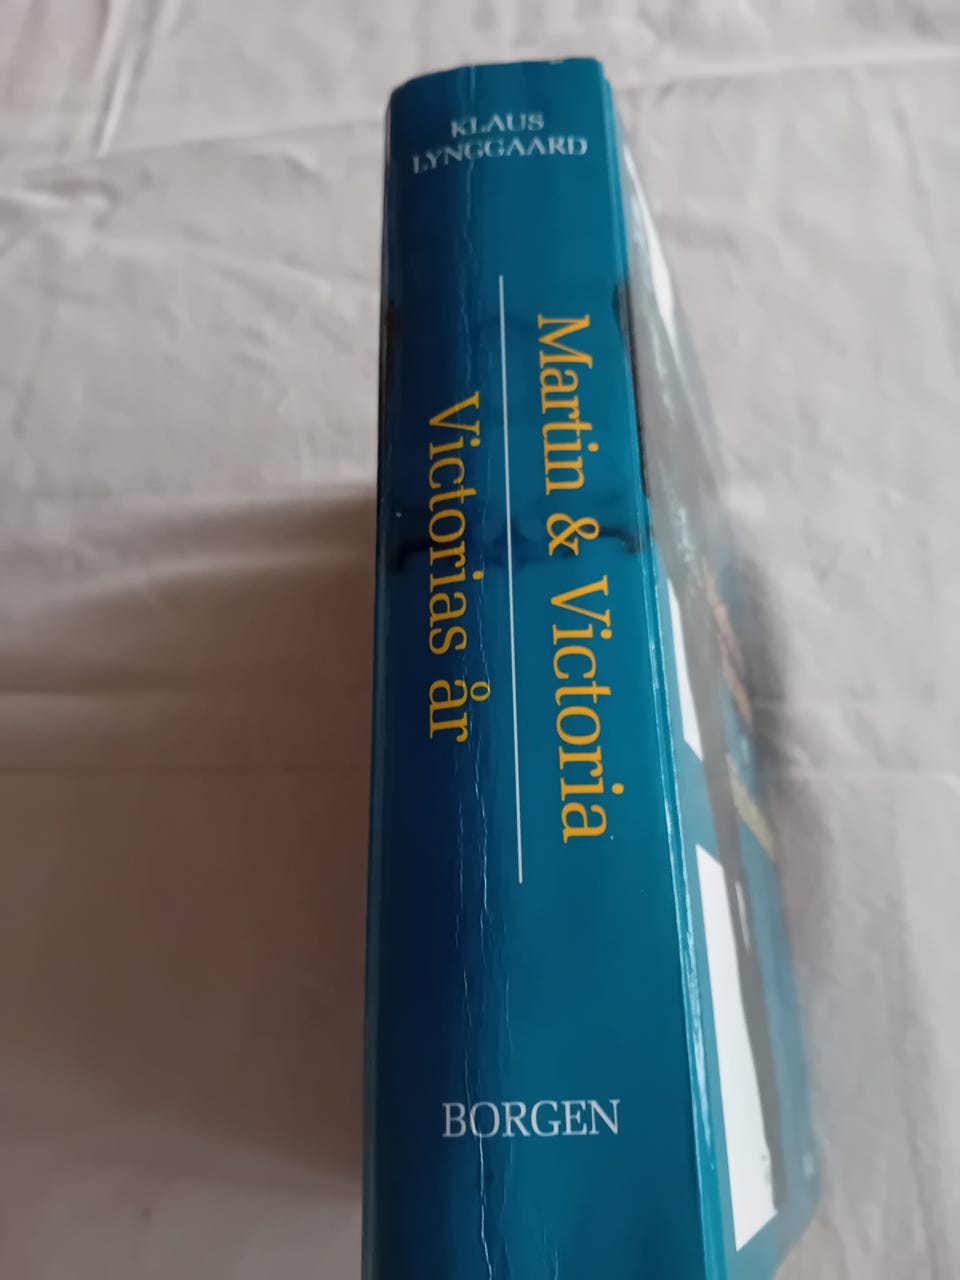 KLAUS
LYNGGAARD
Martin & Victoria
Victorias år
BORGEN